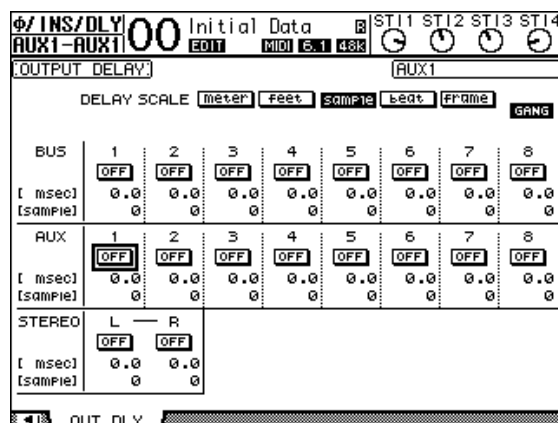 Φ/INS/DLY 00 Initial Data ST11 ST12 ST13 ST14
AUX1-AUX1 EDIT MIDI 6.1 48k
OUTPUT DELAY AUX1
DELAY SCALE meter feet sample beat frame
GANG
BUS 1 2 3 4 5 6 7 8
OFF OFF OFF OFF OFF OFF OFF OFF
[ msec] 0.0 0.0 0.0 0.0 0.0 0.0 0.0 0.0
[sample] 0 0 0 0 0 0 0 0
AUX 1 2 3 4 5 6 7 8
OFF OFF OFF OFF OFF OFF OFF OFF
[ msec] 0.0 0.0 0.0 0.0 0.0 0.0 0.0 0.0
[sample] 0 0 0 0 0 0 0 0
STEREO L — R
OFF OFF
[ msec] 0.0 0.0
[sample] 0 0
OUT DLY